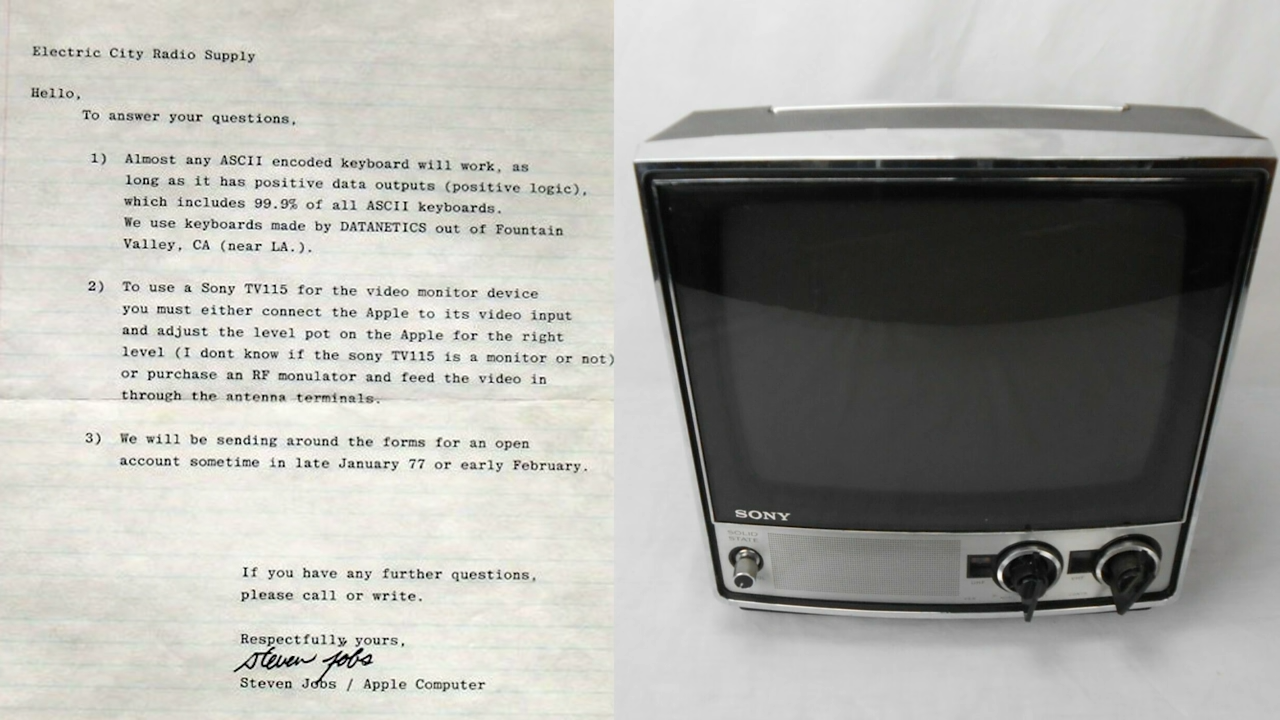 Electric City Radio Supply
Hello,
To answer your questions,
1) Almost any ASCII encoded keyboard will work, as
long as it has positive data outputs (positive logic),
which includes 99.9% of all ASCII keyboards.
We use keyboards made by DATANETICS out of Fountain
Valley, CA (near LA.).
2) To use a Sony TV115 for the video monitor device
you must either connect the Apple to its video input
and adjust the level pot on the Apple for the right
level (I dont know if the sony TV115 is a monitor or not)
or purchase an RF monulator and feed the video in
through the antenna terminals.
3) We will be sending around the forms for an open
account sometime in late January 77 or early February.
If you have any further questions,
please call or write.
Respectfully yours,
steven jobs
Steven Jobs / Apple Computer
SONY
SOLID
STATE